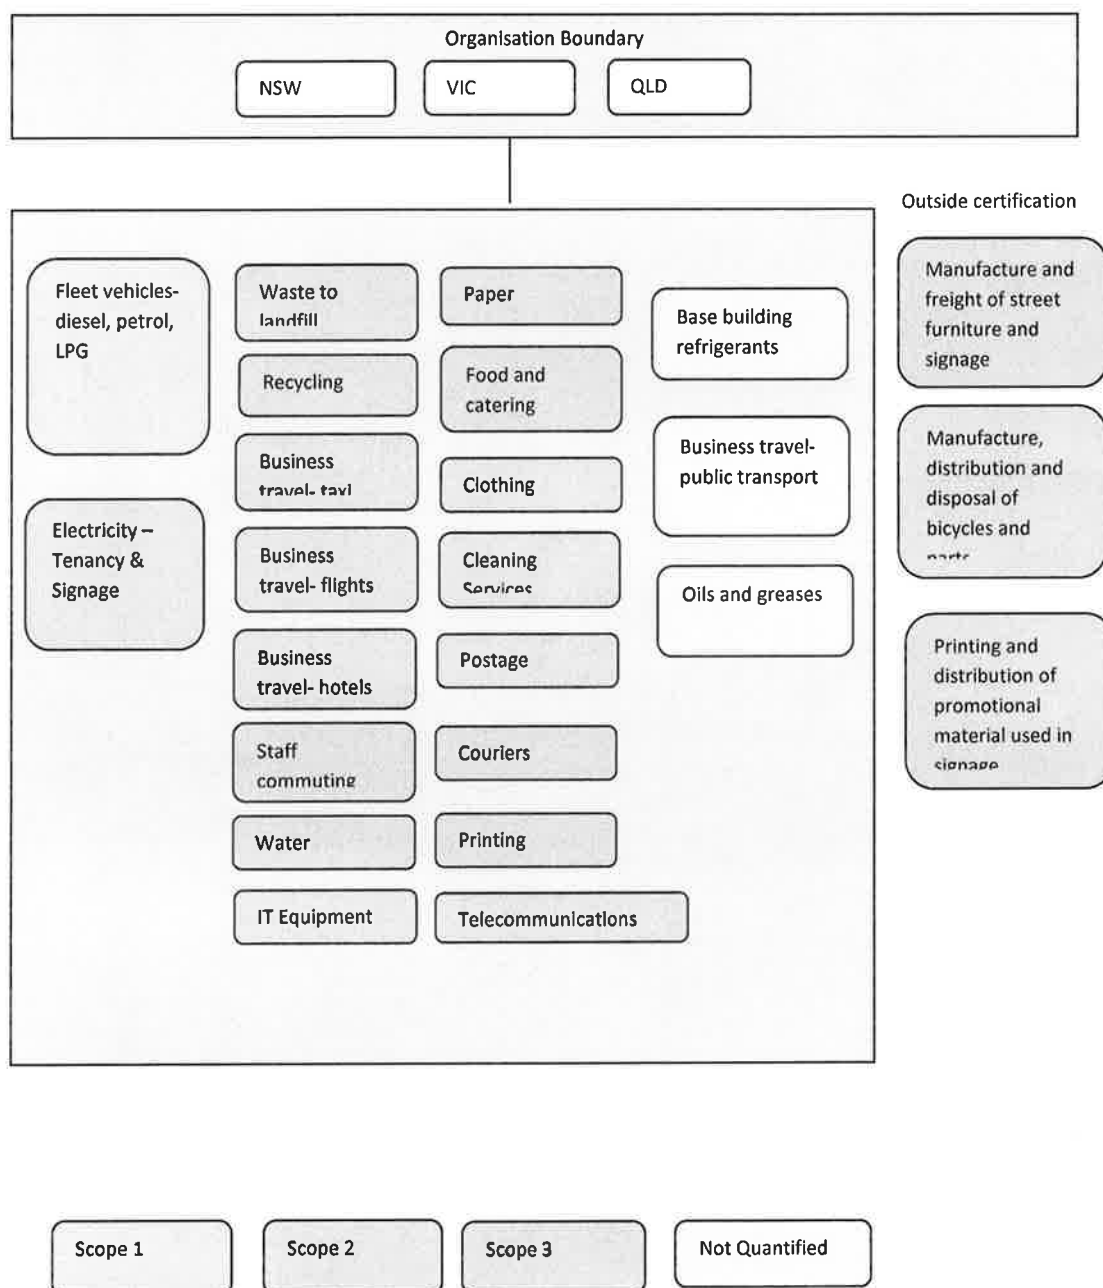 Organisation Boundary
NSW
VIC
QLD
Outside certification
Fleet vehicles-
diesel, petrol,
LPG
Electricity –
Tenancy &
Signage
Waste to
landfill
Recycling
Business
travel- taxi
Business
travel- flights
Business
travel- hotels
Staff
commuting
Water
IT Equipment
Paper
Food and
catering
Clothing
Cleaning
Services
Postage
Couriers
Printing
Telecommunications
Base building
refrigerants
Business travel-
public transport
Oils and greases
Manufacture and
freight of street
furniture and
signage
Manufacture,
distribution and
disposal of
bicycles and
parts
Printing and
distribution of
promotional
material used in
signage
Scope 1
Scope 2
Scope 3
Not Quantified